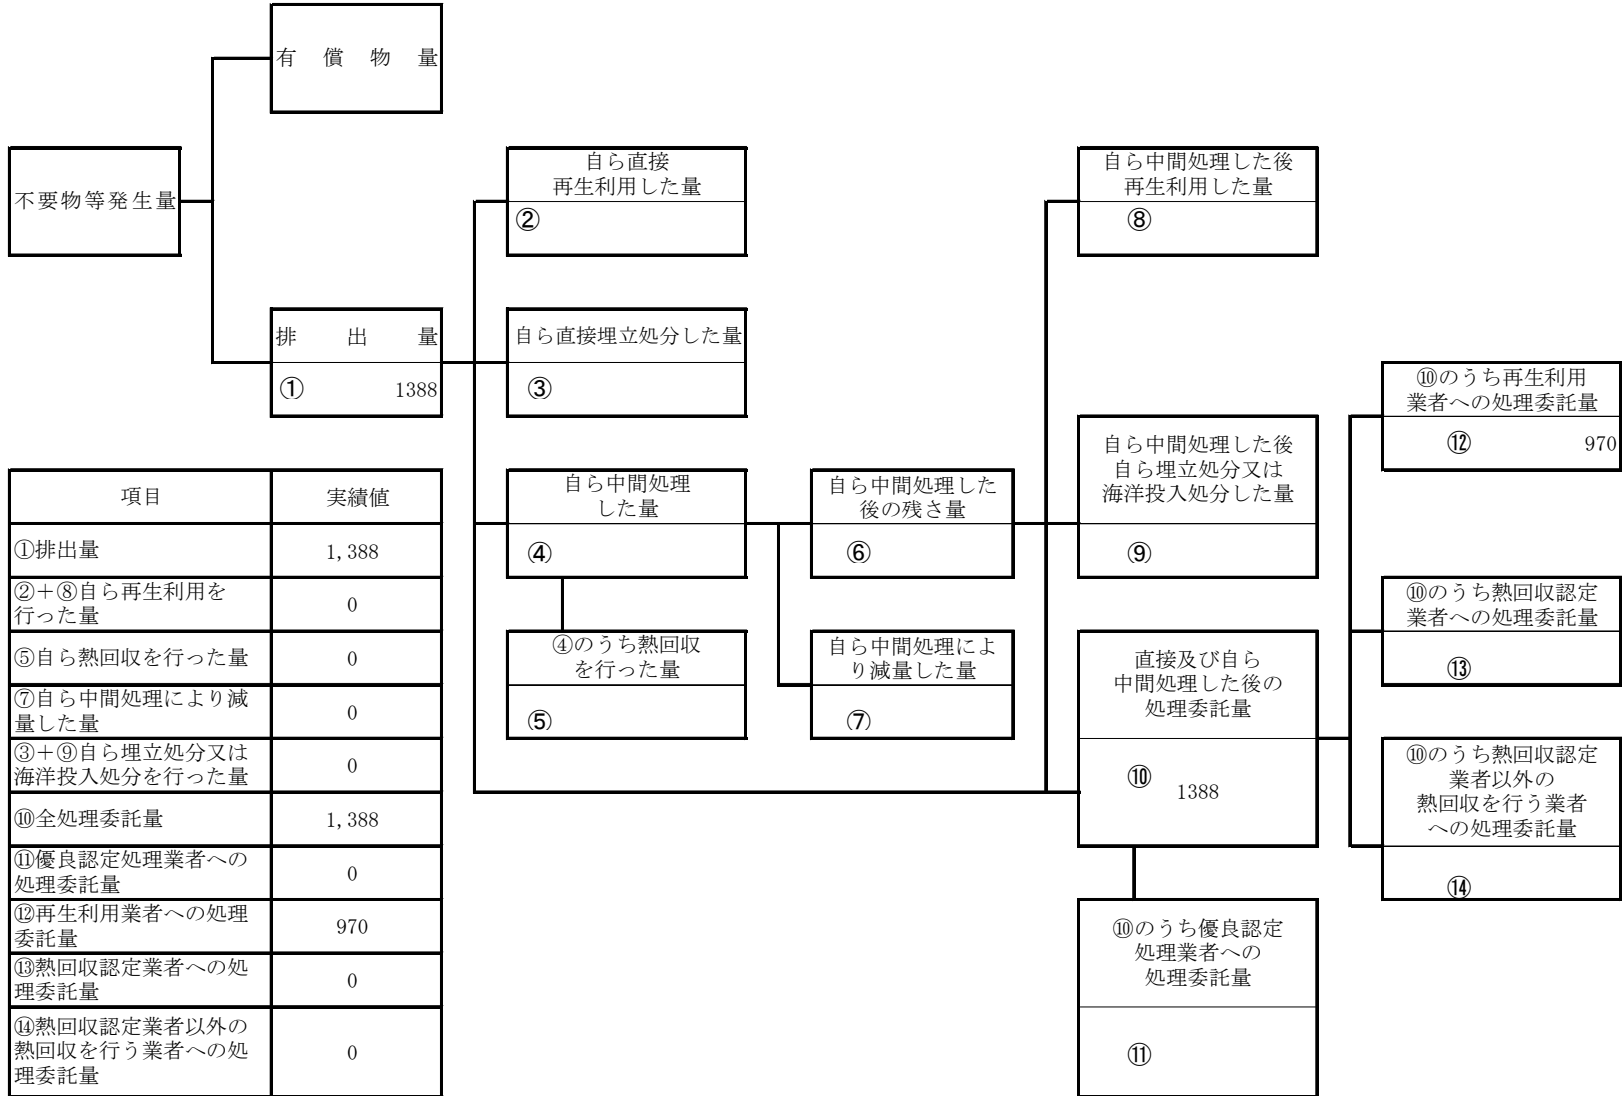 有償物量
不要物等発生量
排出量
① 1388
自ら直接
再生利用した量
②
自ら直接埋立処分した量
③
自ら中間処理
した量
④
④のうち熱回収
を行った量
⑤
自ら中間処理した
後の残さ量
⑥
自ら中間処理によ
り減量した量
⑦
自ら中間処理した後
再生利用した量
⑧
自ら中間処理した後
自ら埋立処分又は
海洋投入処分した量
⑨
直接及び自ら
中間処理した後の
処理委託量
⑩
1388
⑩のうち優良認定
処理業者への
処理委託量
⑪
⑩のうち再生利用
業者への処理委託量
⑫ 970
⑩のうち熱回収認定
業者への処理委託量
⑬
⑩のうち熱回収認定
業者以外の
熱回収を行う業者
への処理委託量
⑭
項目 実績値
①排出量 1,388
②+⑧自ら再生利用を
行った量 0
⑤自ら熱回収を行った量 0
⑦自ら中間処理により減
量した量 0
③+⑨自ら埋立処分又は
海洋投入処分を行った量 0
⑩全処理委託量 1,388
⑪優良認定処理業者への
処理委託量 0
⑫再生利用業者への処理
委託量 970
⑬熱回収認定業者への処
理委託量 0
⑭熱回収認定業者以外の
熱回収を行う業者への処
理委託量 0